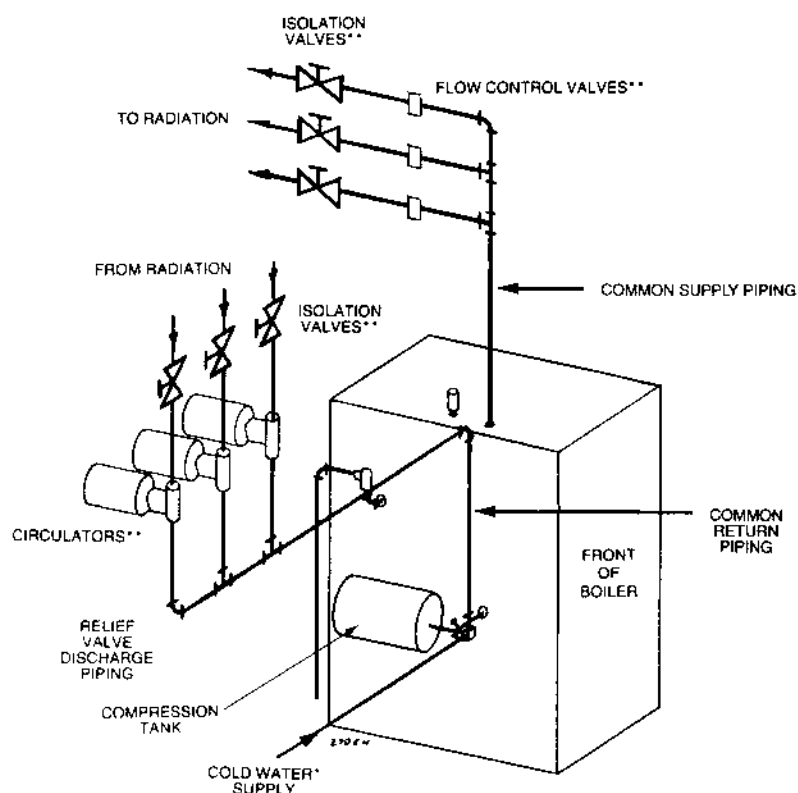 ISOLATION
VALVES**
FLOW CONTROL VALVES**
TO RADIATION
FROM RADIATION
ISOLATION
VALVES**
COMMON SUPPLY PIPING
CIRCULATORS**
COMMON
RETURN
PIPING
FRONT
OF
BOILER
RELIEF
VALVE
DISCHARGE
PIPING
COMPRESSION
TANK
COLD WATER*
SUPPLY